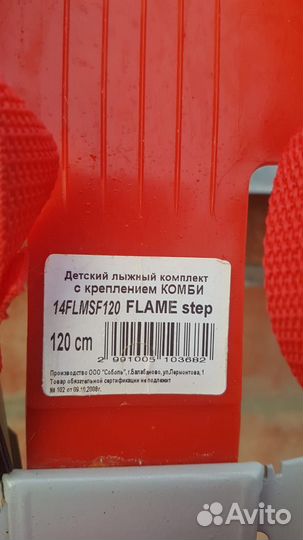 Детский лыжный комплект
с креплением КОМБИ
14FLMSF120 FLAME step
120 cm
2 991005 103682
Производство ООО "Соболь", г.Балабаново, ул.Лермонтова, 1
Товар обязательной сертификации не подлежит
№ 102 от 09.10.2008г.
Avito